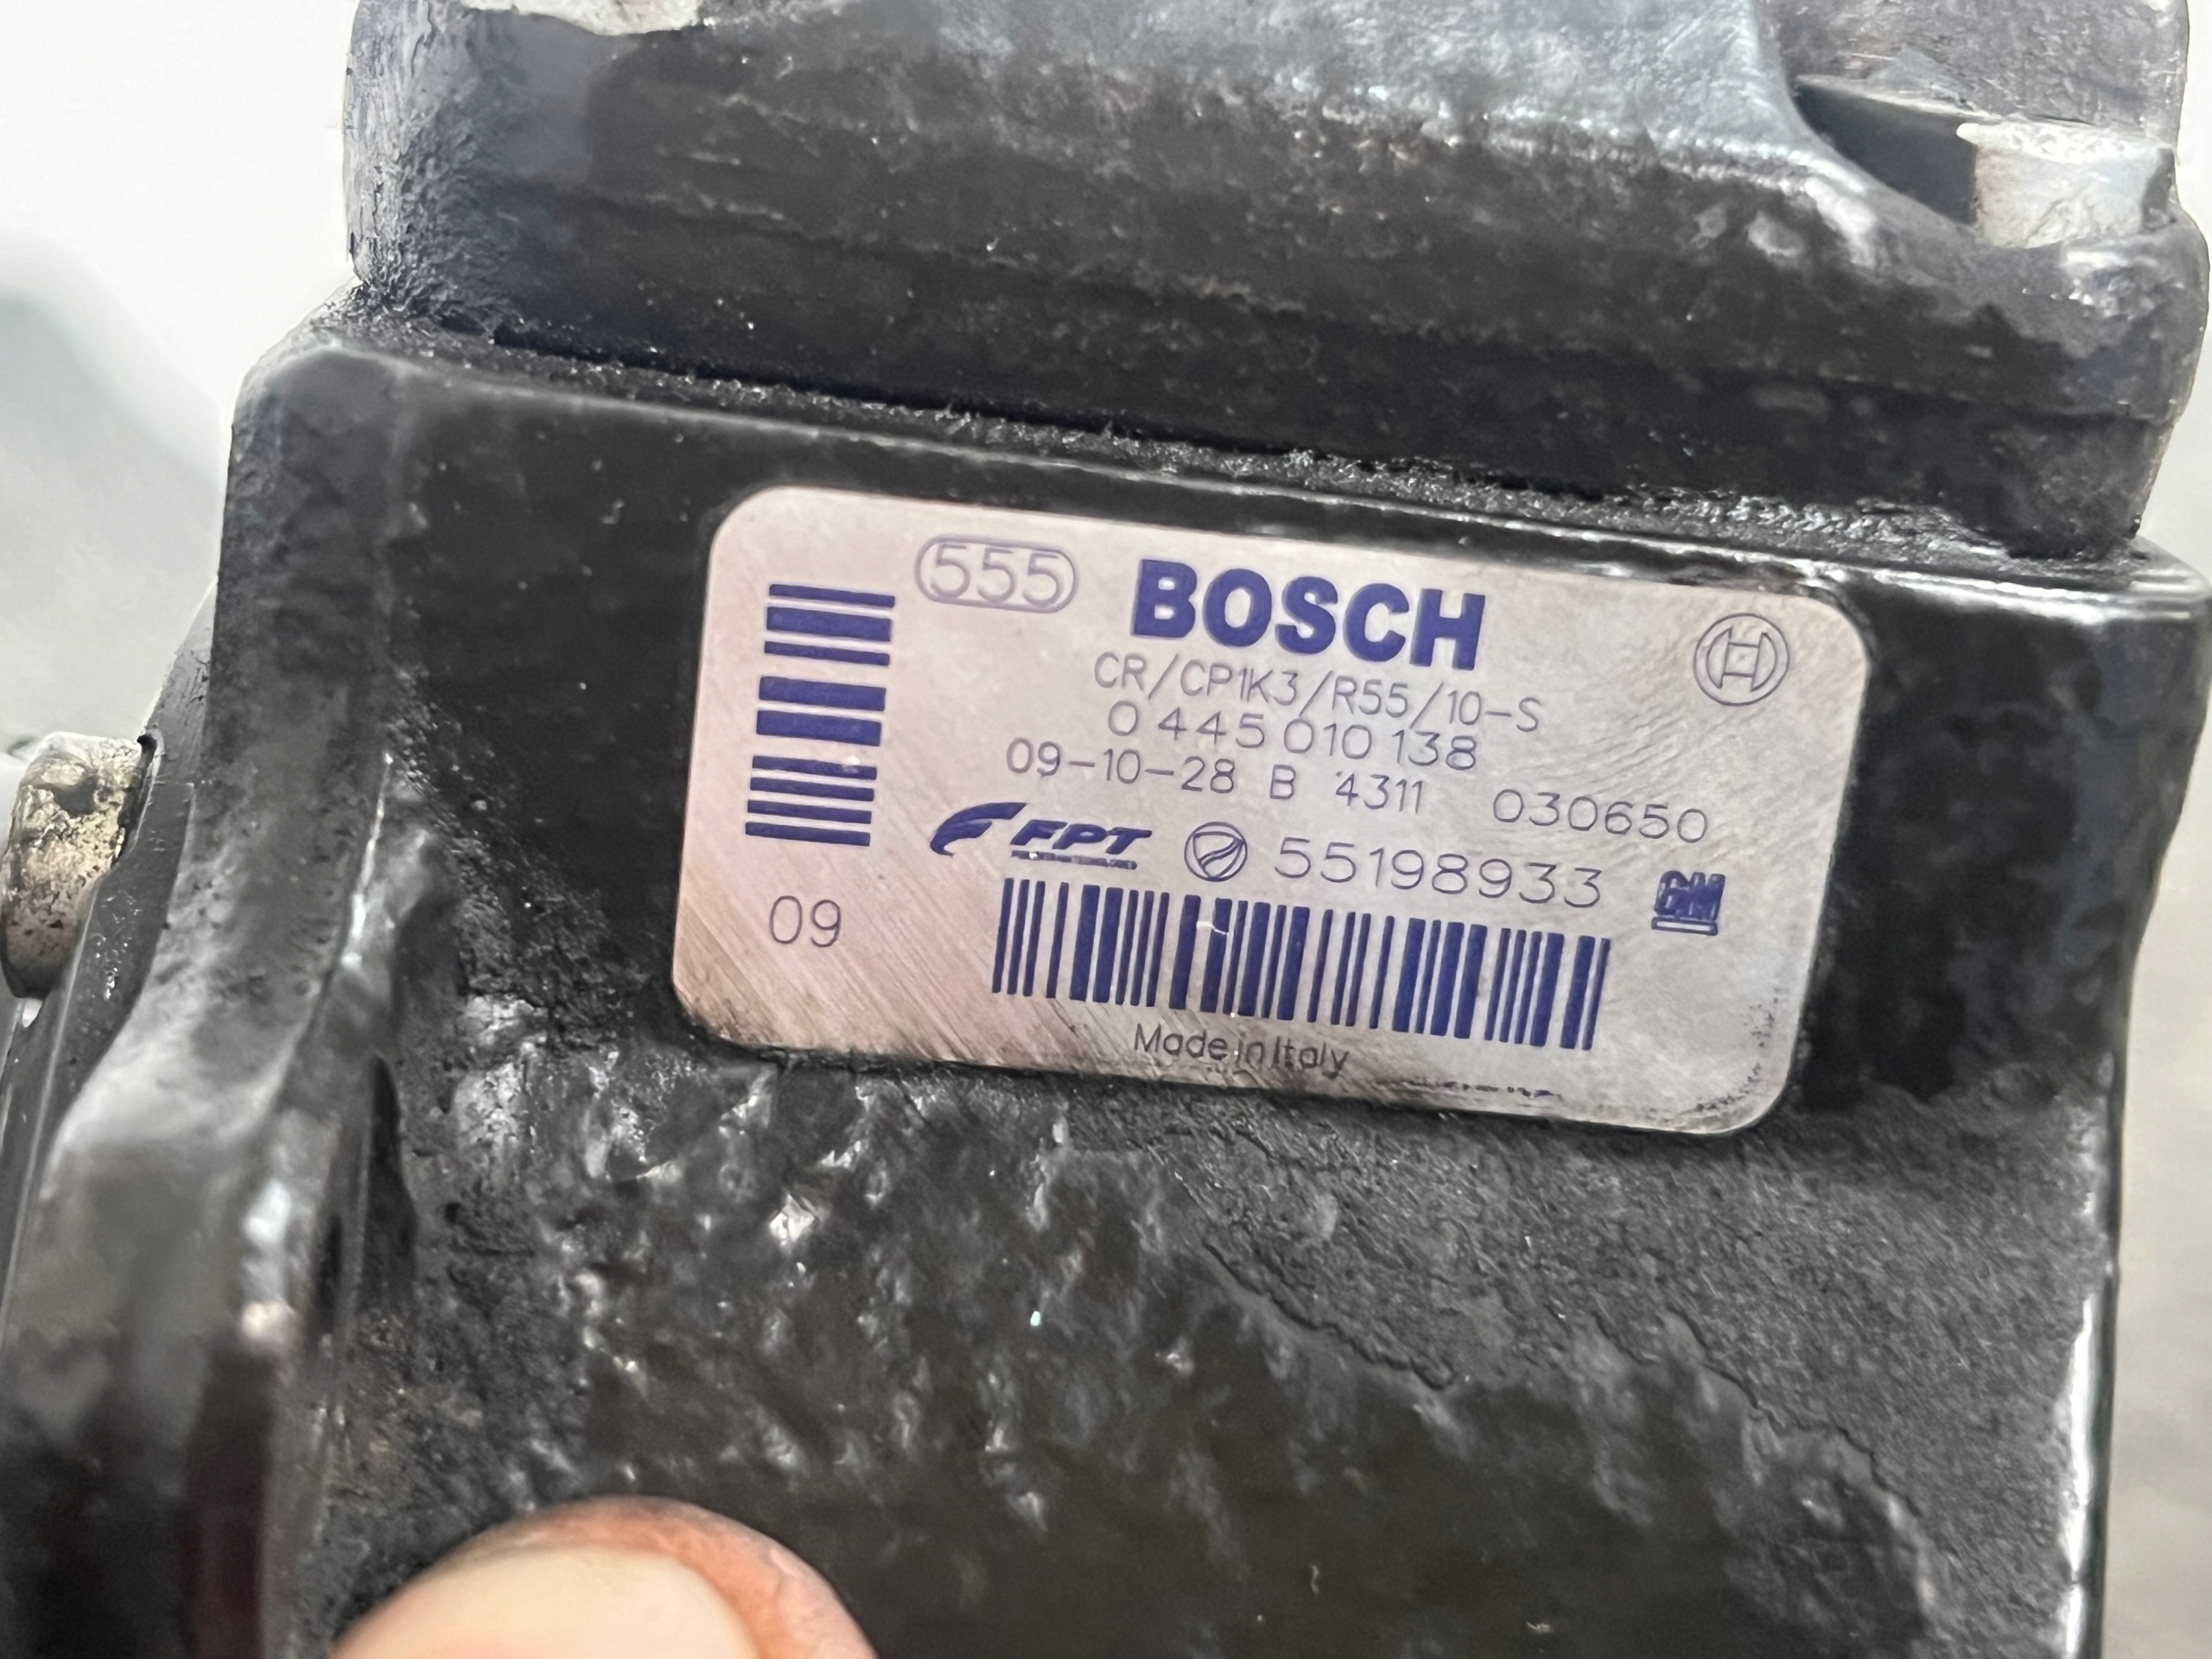 555 BOSCH
CR/CP1K3/R55/10-S
0 445 010 138
09-10-28 B 4311 030650
FPT 55198933 GM
09
Made in Italy